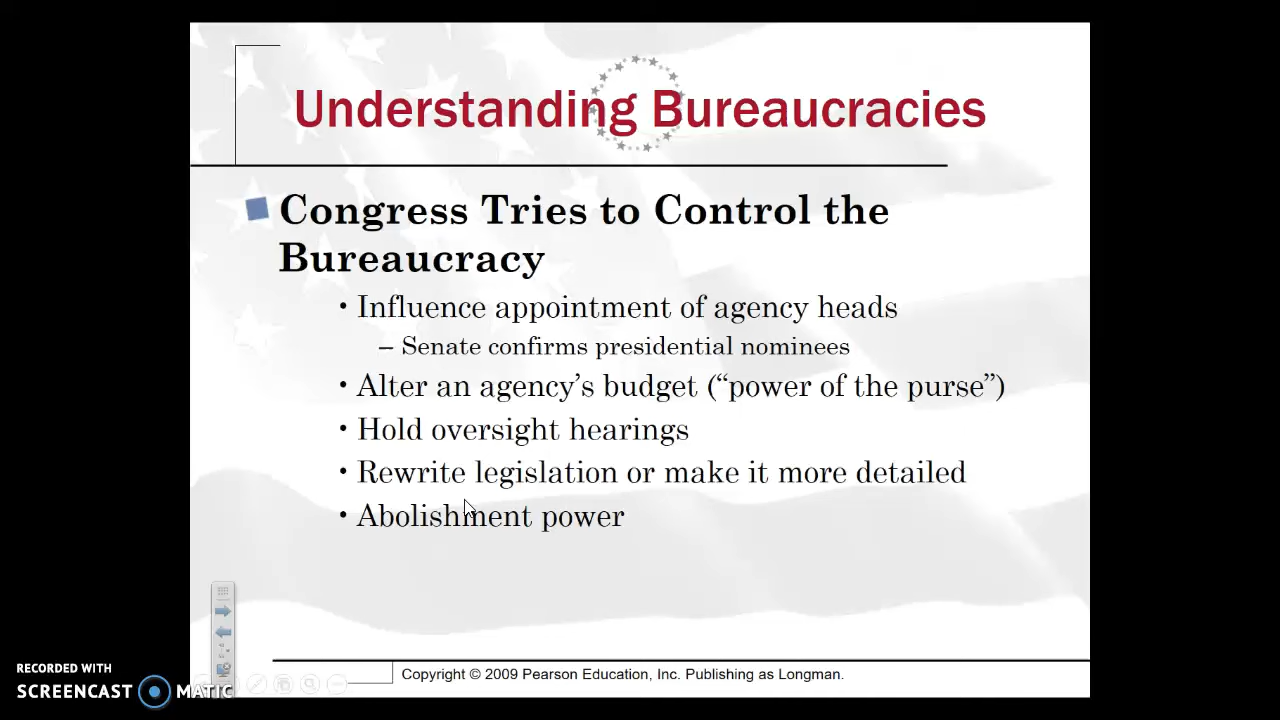 Understanding Bureaucracies
Congress Tries to Control the
Bureaucracy
• Influence appointment of agency heads
– Senate confirms presidential nominees
• Alter an agency’s budget (“power of the purse”)
• Hold oversight hearings
• Rewrite legislation or make it more detailed
• Abolishment power
Copyright © 2009 Pearson Education, Inc. Publishing as Longman.
RECORDED WITH
SCREENCAST MATIC